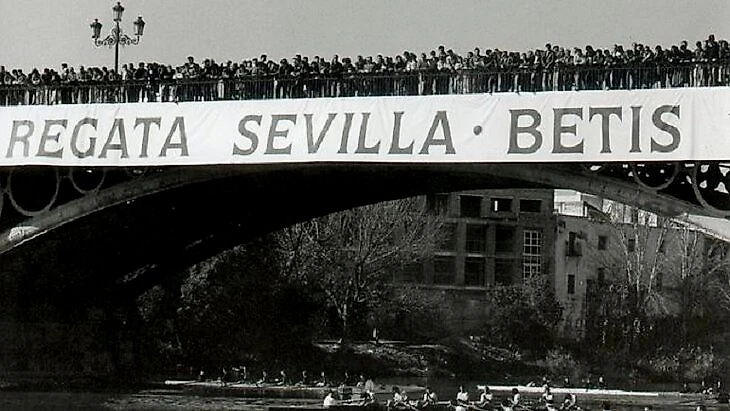 REGATA SEVILLA · BETIS